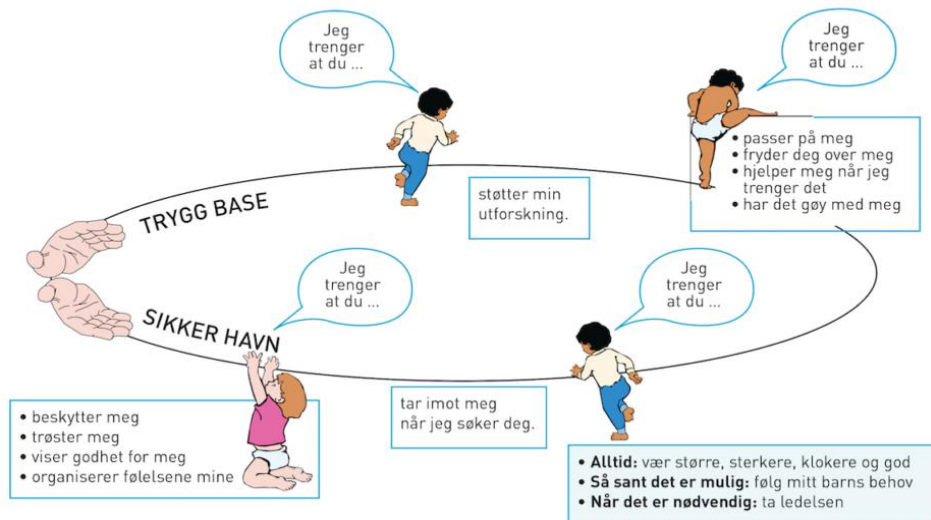 Jeg
trenger
at du ...
Jeg
trenger
at du ...
• passer på meg
• fryder deg over meg
• hjelper meg når jeg
trenger det
• har det gøy med meg
TRYGG BASE
støtter min
utforskning.
Jeg
trenger
at du ...
Jeg
trenger
at du ...
SIKKER HAVN
• beskytter meg
• trøster meg
• viser godhet for meg
• organiserer følelsene mine
tar imot meg
når jeg søker deg.
• Alltid: vær større, sterkere, klokere og god
• Så sant det er mulig: følg mitt barns behov
• Når det er nødvendig: ta ledelsen